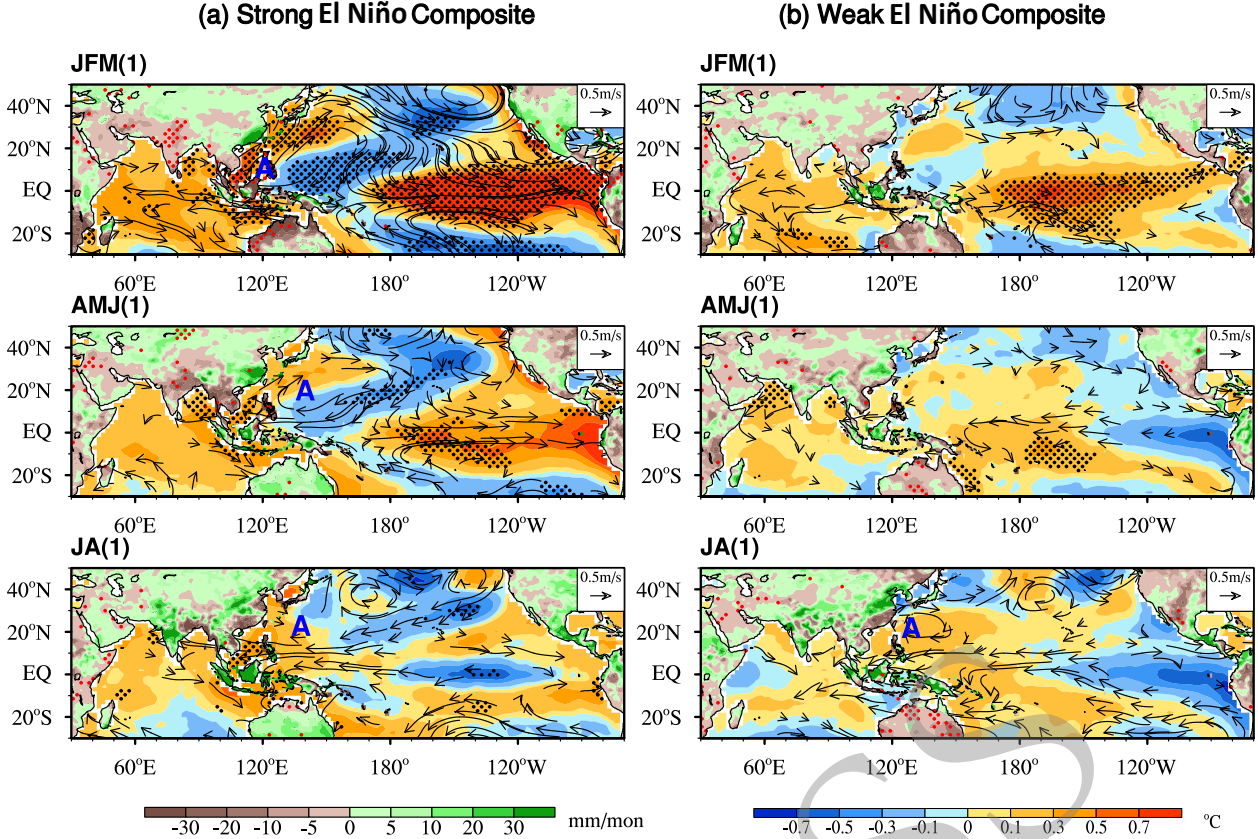 (a) Strong El Niño Composite
(b) Weak El Niño Composite
JFM(1)
JFM(1)
40°N
20°N
EQ
20°S
0.5m/s
A
60°E 120°E 180° 120°W
0.5m/s
40°N
20°N
EQ
20°S
60°E 120°E 180° 120°W
AMJ(1)
AMJ(1)
40°N
20°N
EQ
20°S
0.5m/s
A
60°E 120°E 180° 120°W
0.5m/s
40°N
20°N
EQ
20°S
60°E 120°E 180° 120°W
JA(1)
JA(1)
40°N
20°N
EQ
20°S
0.5m/s
A
60°E 120°E 180° 120°W
0.5m/s
40°N
20°N
EQ
20°S
A
60°E 120°E 180° 120°W
-30 -20 -10 -5 0 5 10 20 30 mm/mon
-0.7 -0.5 -0.3 -0.1 0 0.1 0.3 0.5 0.7 °C